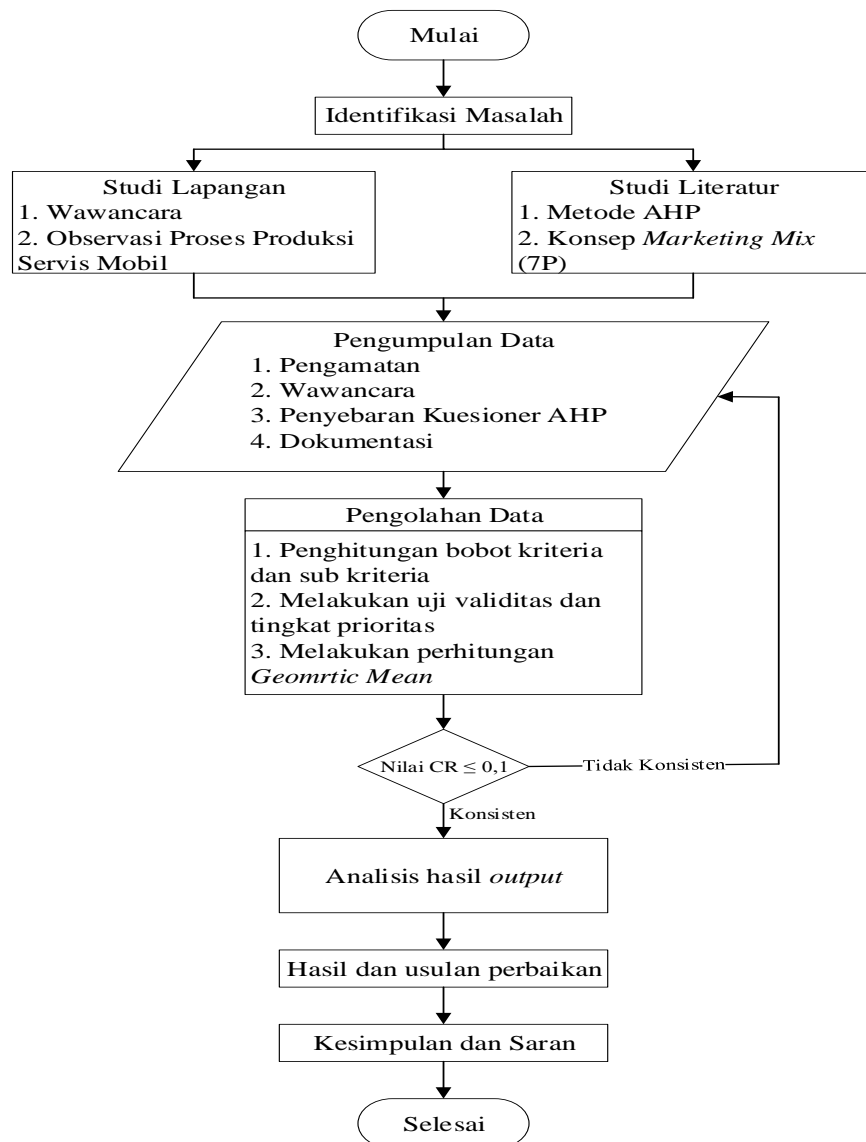 Mulai
Identifikasi Masalah
Studi Lapangan
1. Wawancara
2. Observasi Proses Produksi
Servis Mobil
Studi Literatur
1. Metode AHP
2. Konsep Marketing Mix
(7P)
Pengumpulan Data
1. Pengamatan
2. Wawancara
3. Penyebaran Kuesioner AHP
4. Dokumentasi
Pengolahan Data
1. Penghitungan bobot kriteria
dan sub kriteria
2. Melakukan uji validitas dan
tingkat prioritas
3. Melakukan perhitungan
Geomrtic Mean
Nilai CR ≤ 0,1
Tidak Konsisten
Konsisten
Analisis hasil output
Hasil dan usulan perbaikan
Kesimpulan dan Saran
Selesai